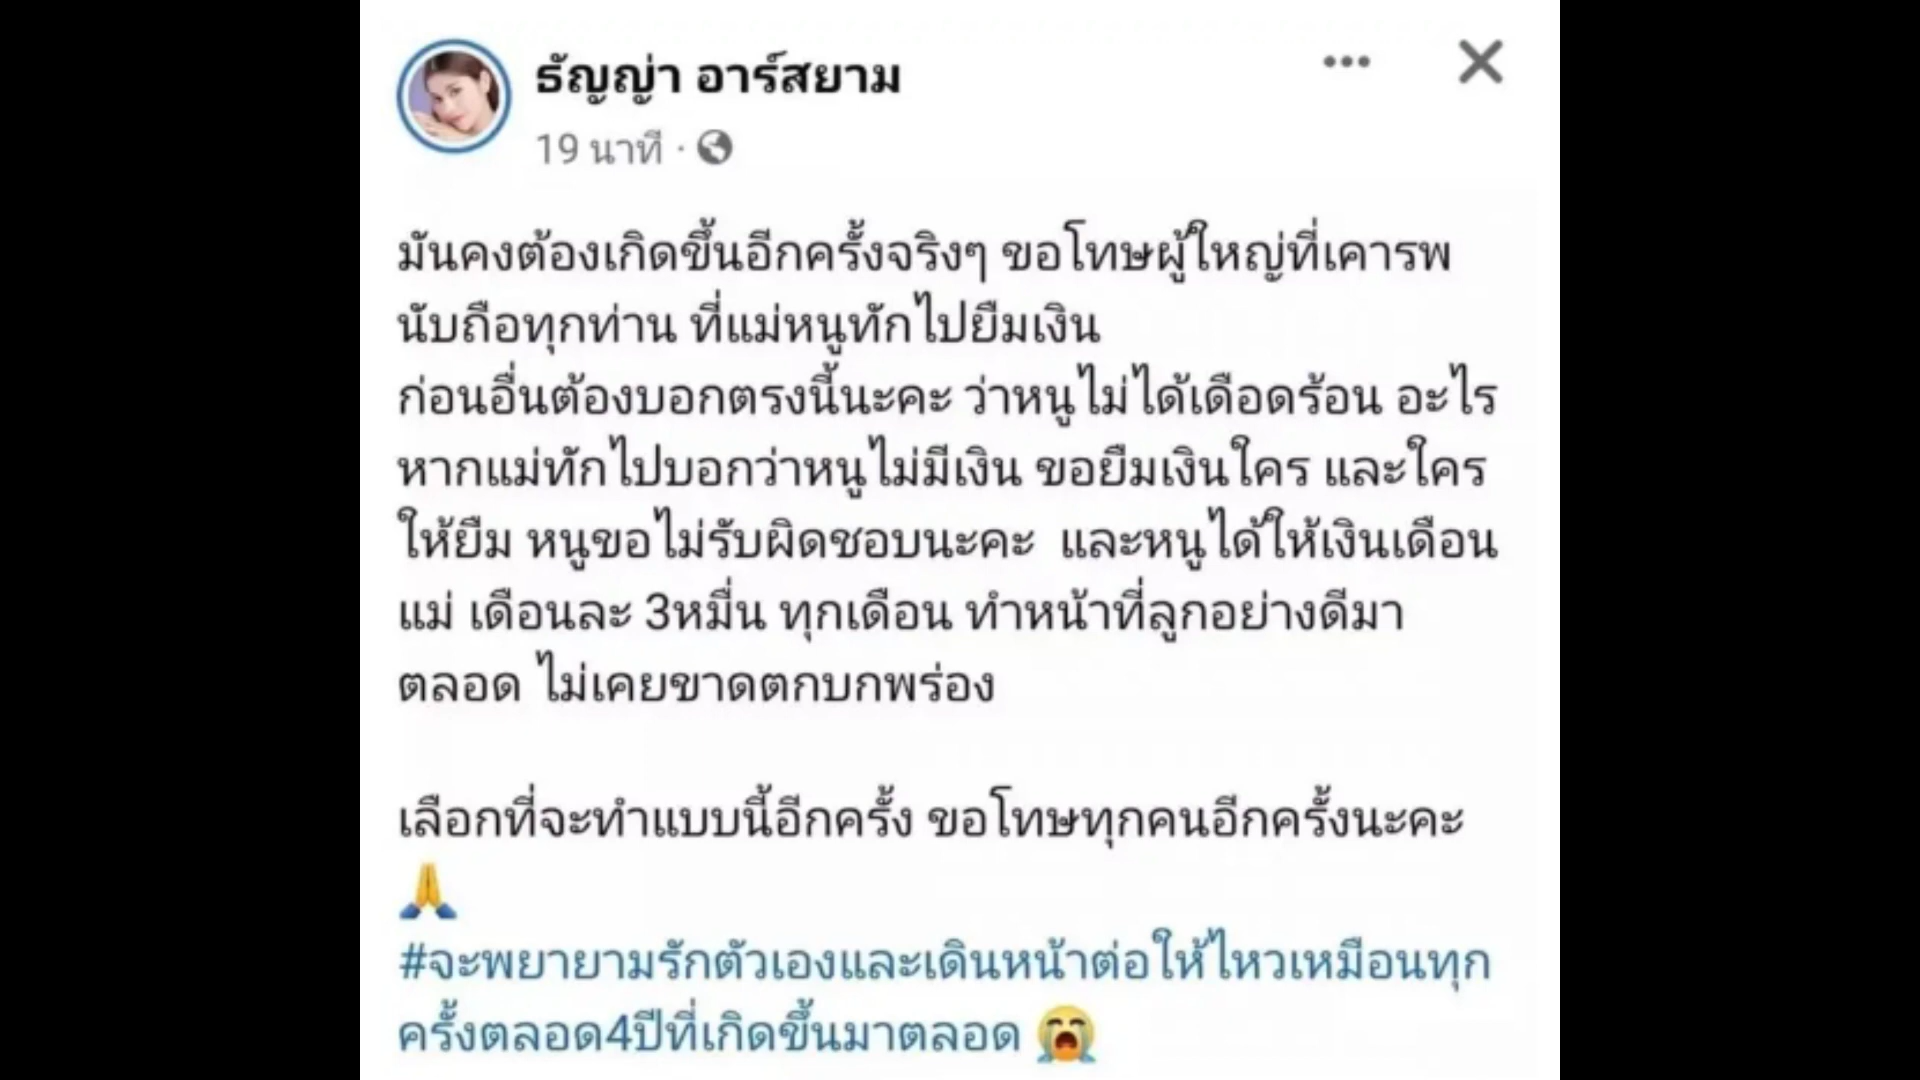 ธัญญ่า อาร์สยาม
19 นาที ·
มันคงต้องเกิดขึ้นอีกครั้งจริงๆ ขอโทษผู้ใหญ่ที่เคารพ
นับถือทุกท่าน ที่แม่หนูทักไปยืมเงิน
ก่อนอื่นต้องบอกตรงนี้นะคะ ว่าหนูไม่ได้เดือดร้อน อะไร
หากแม่ทักไปบอกว่าหนูไม่มีเงิน ขอยืมเงินใคร และใคร
ให้ยืม หนูขอไม่รับผิดชอบนะคะ และหนูได้ให้เงินเดือน
แม่ เดือนละ 3หมื่น ทุกเดือน ทำหน้าที่ลูกอย่างดีมา
ตลอด ไม่เคยขาดตกบกพร่อง
เลือกที่จะทำแบบนี้อีกครั้ง ขอโทษทุกคนอีกครั้งนะคะ
🙏
#จะพยายามรักตัวเองและเดินหน้าต่อให้ไหวเหมือนทุก
ครั้งตลอด4ปีที่เกิดขึ้นมาตลอด 😭